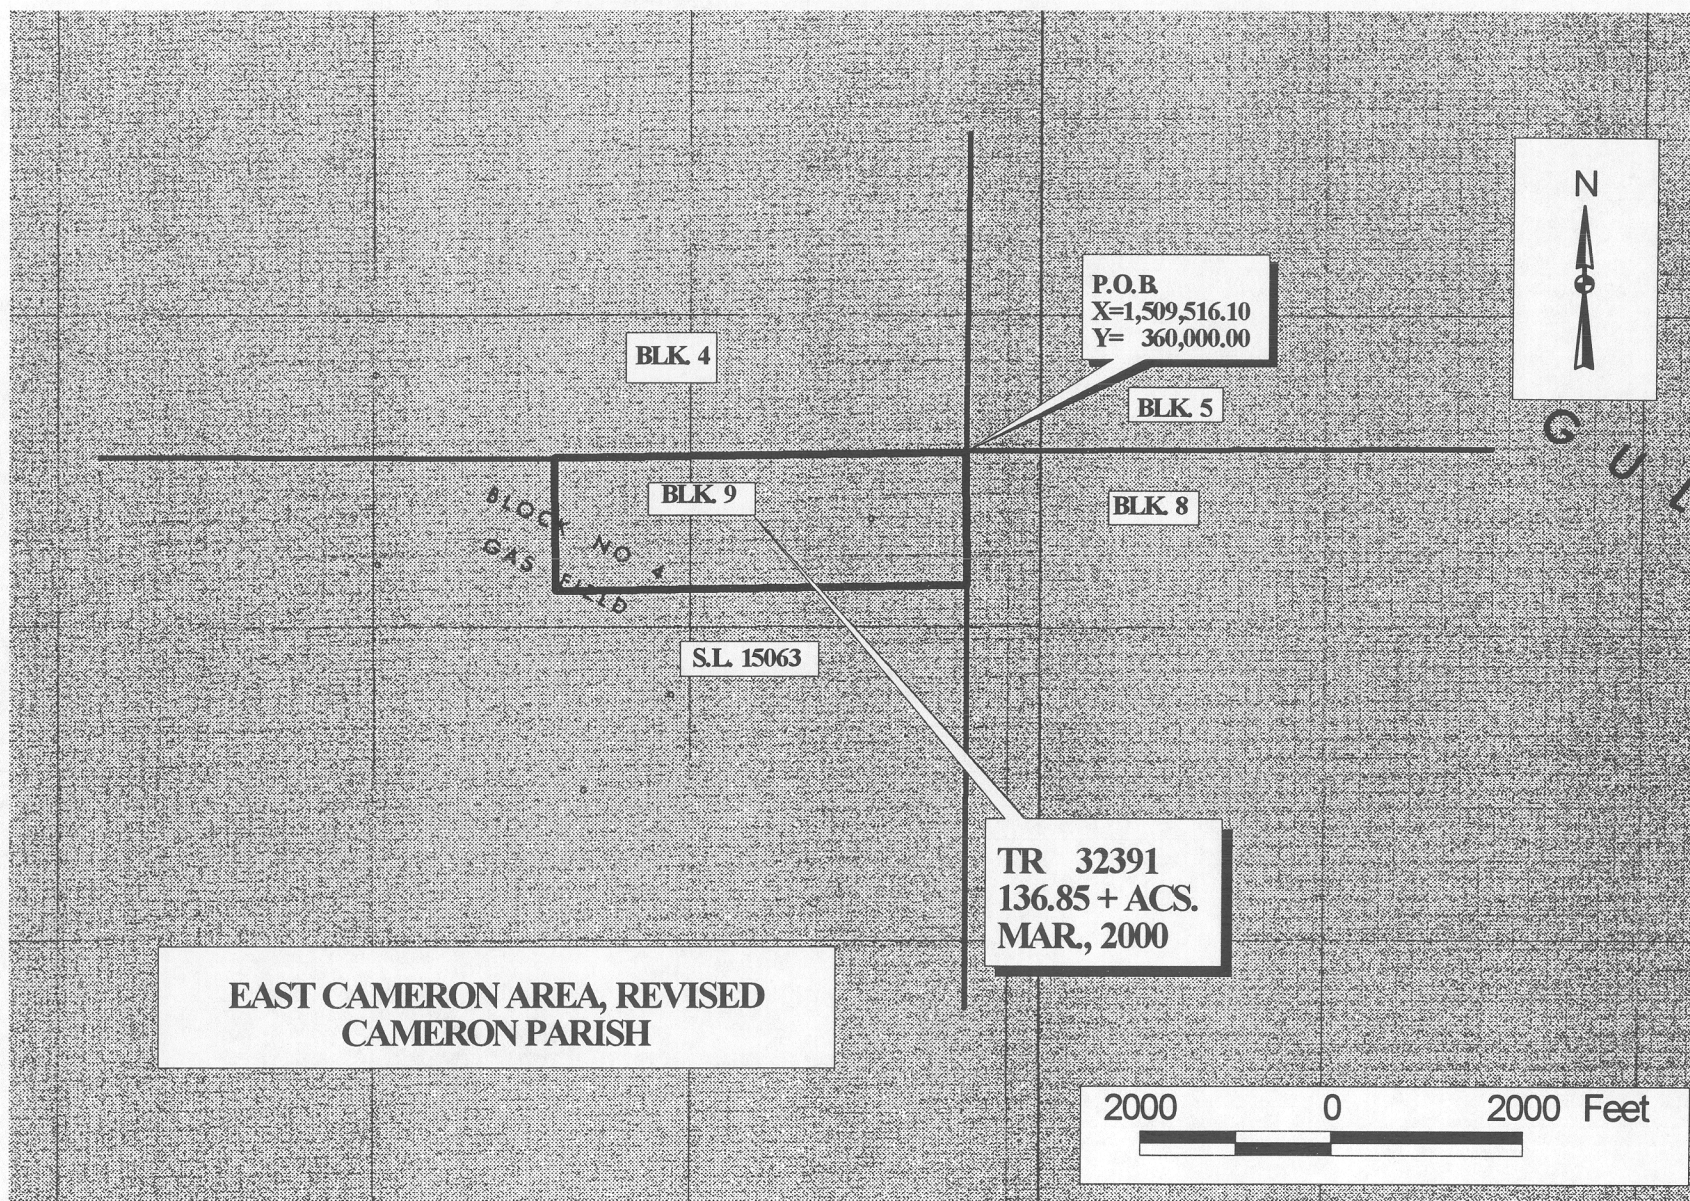 N
P.O.B.
X=1,509,516.10
Y= 360,000.00
BLK. 4
BLK. 5
G U L
BLK. 9
BLK. 8
BLOCK NO 4
GAS FIELD
S.L. 15063
TR 32391
136.85 + ACS.
MAR., 2000
EAST CAMERON AREA, REVISED
CAMERON PARISH
2000 0 2000 Feet